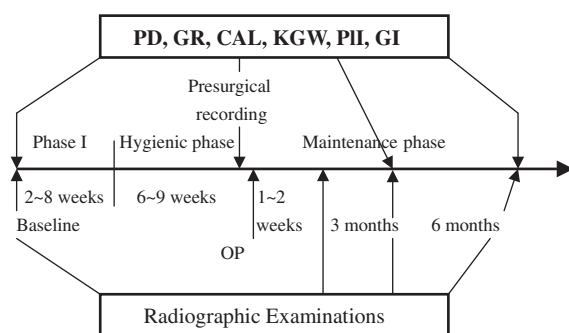 PD, GR, CAL, KGW, PlI, GI
Presurgical
recording
Phase I
Hygienic phase
Maintenance phase
2~8 weeks
6~9 weeks
1~2
weeks
Baseline
3 months
6 months
OP
Radiographic Examinations